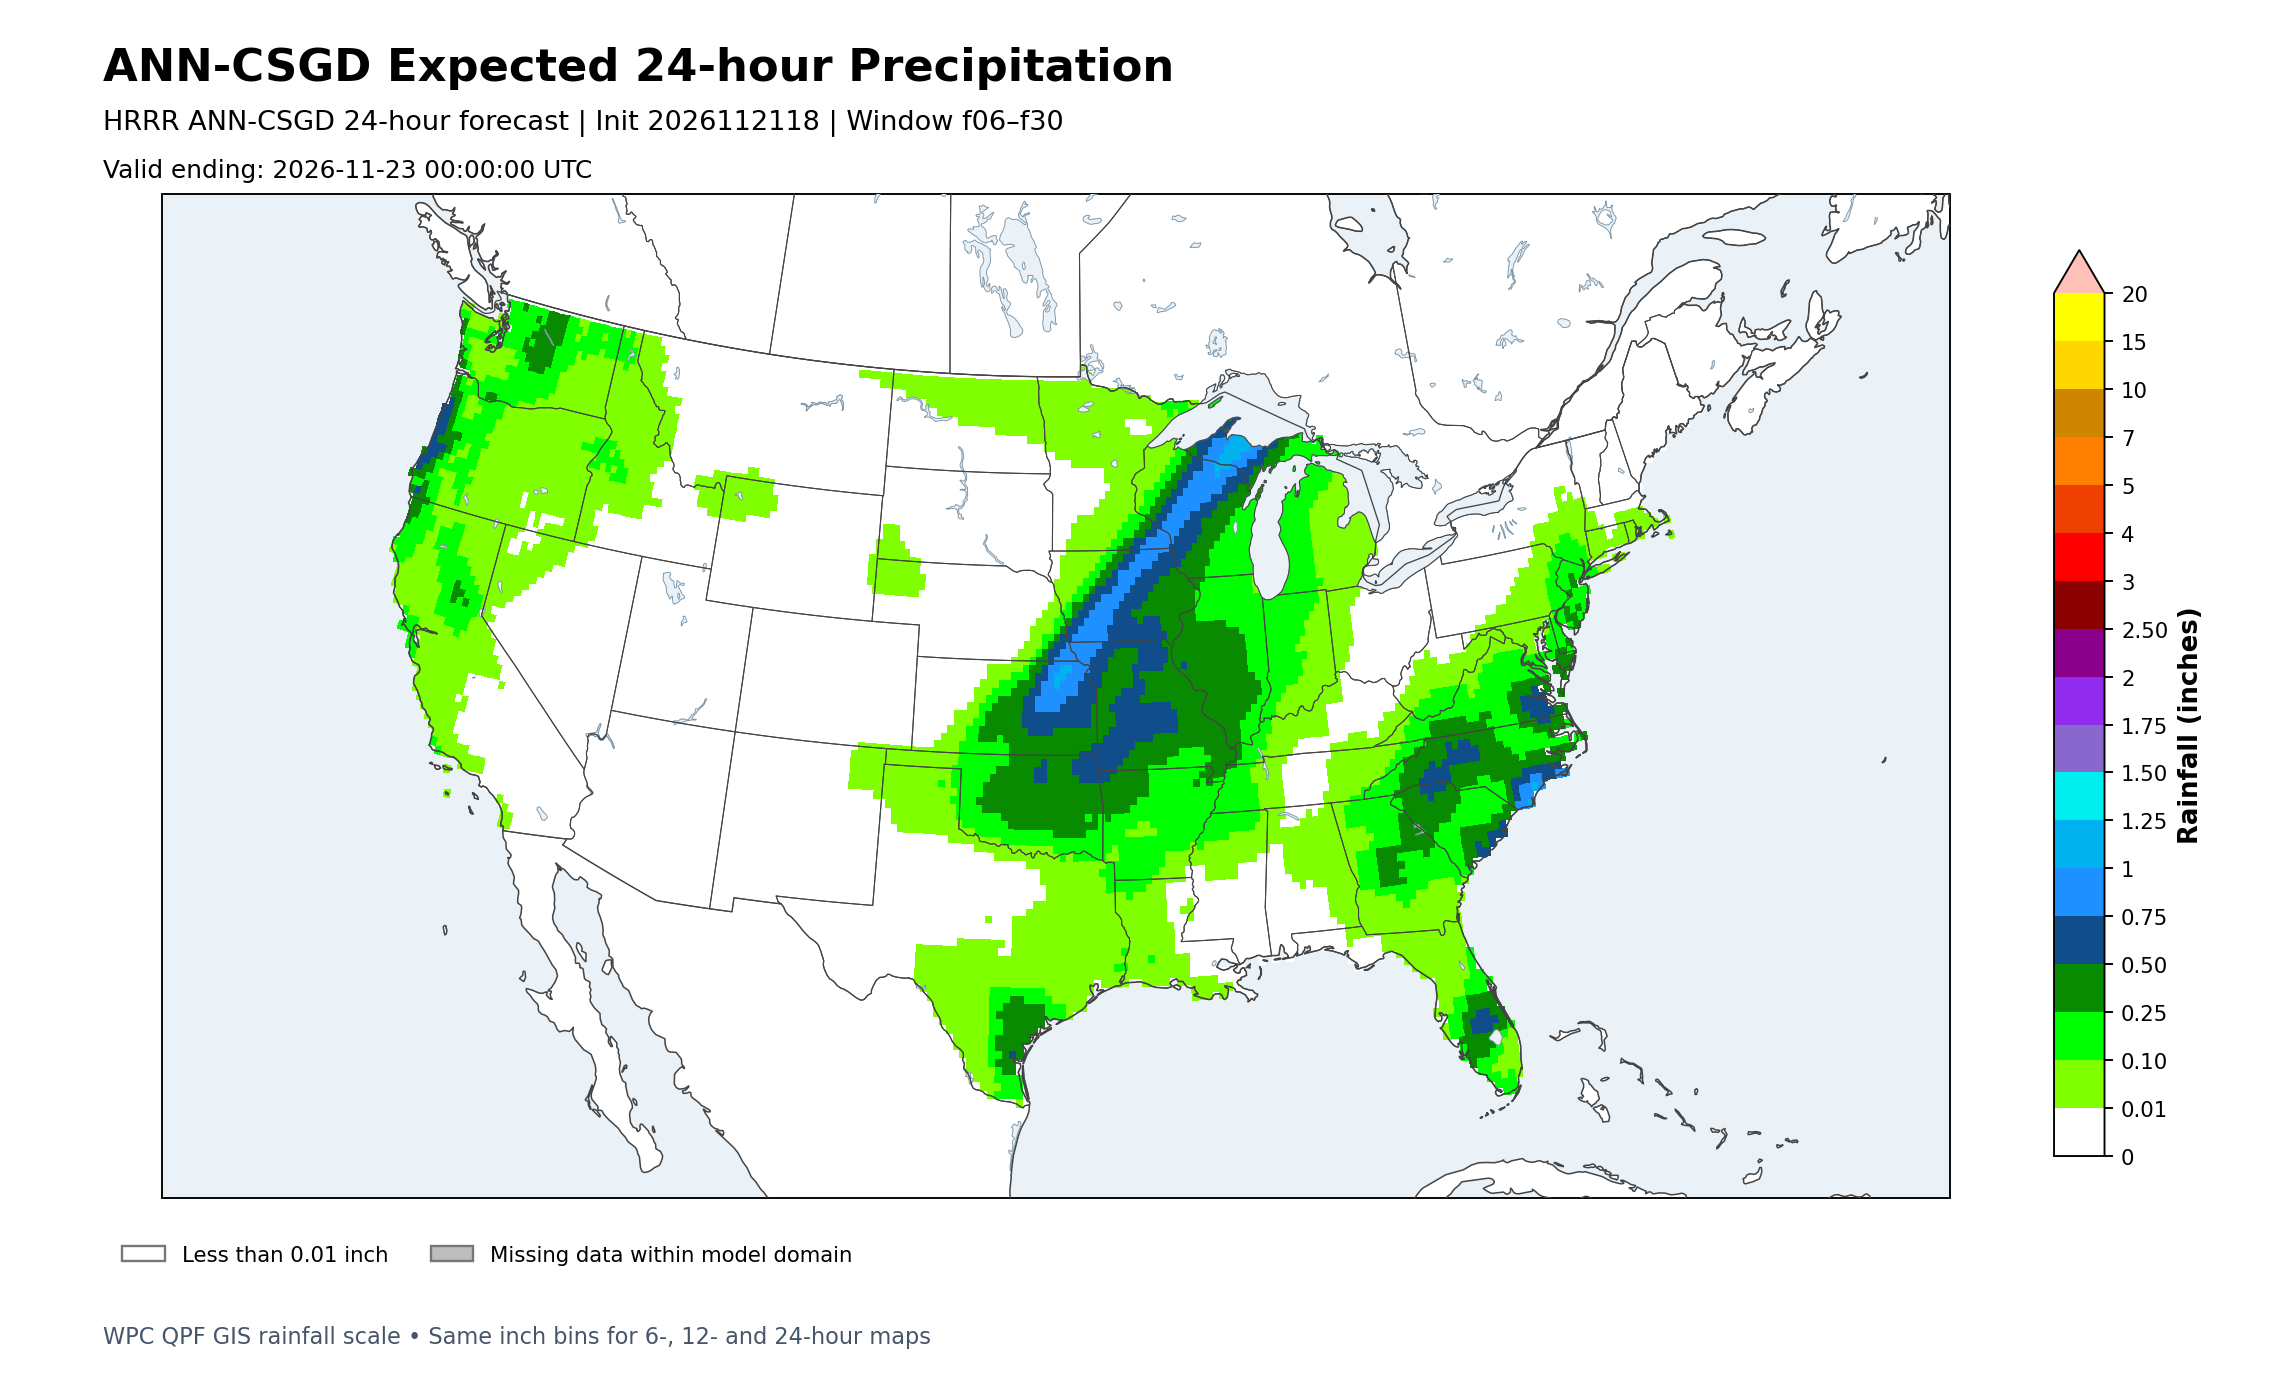 ANN-CSGD Expected 24-hour Precipitation
HRRR ANN-CSGD 24-hour forecast | Init 2026112118 | Window f06–f30
Valid ending: 2026-11-23 00:00:00 UTC
20
15
10
7
5
4
3
2.50
2
1.75
1.50
1.25
1
0.75
0.50
0.25
0.10
0.01
0
Rainfall (inches)
Less than 0.01 inch
Missing data within model domain
WPC QPF GIS rainfall scale • Same inch bins for 6-, 12- and 24-hour maps